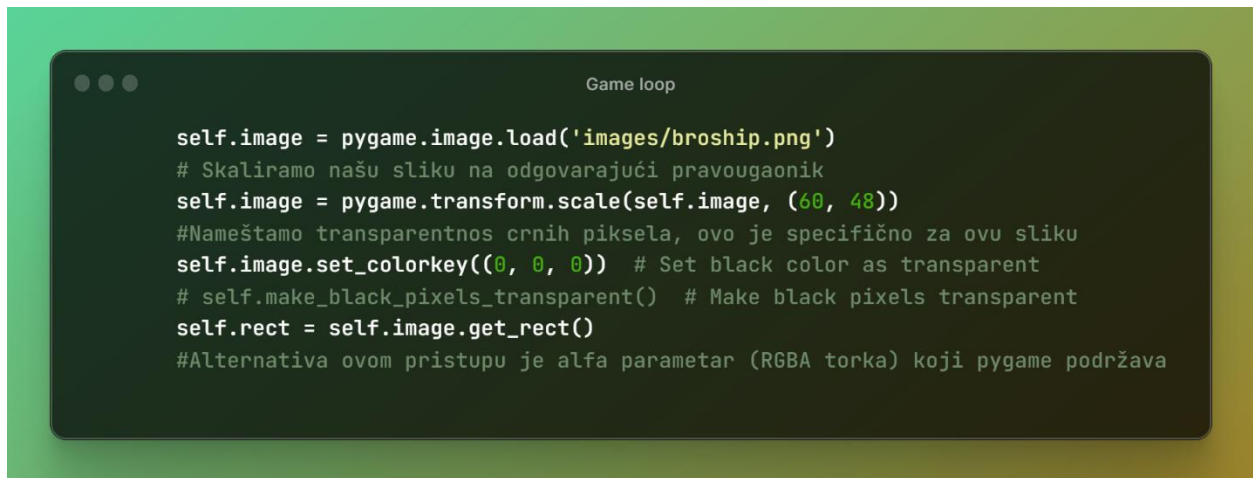 Game loop
self.image = pygame.image.load('images/broship.png')
# Skaliramo našu sliku na odgovarajući pravougaonik
self.image = pygame.transform.scale(self.image, (60, 48))
#Nameštamo transparentnos crnih piksela, ovo je specifično za ovu sliku
self.image.set_colorkey((0, 0, 0))  # Set black color as transparent
# self.make_black_pixels_transparent()  # Make black pixels transparent
self.rect = self.image.get_rect()
#Alternativa ovom pristupu je alfa parametar (RGBA torka) koji pygame podržava